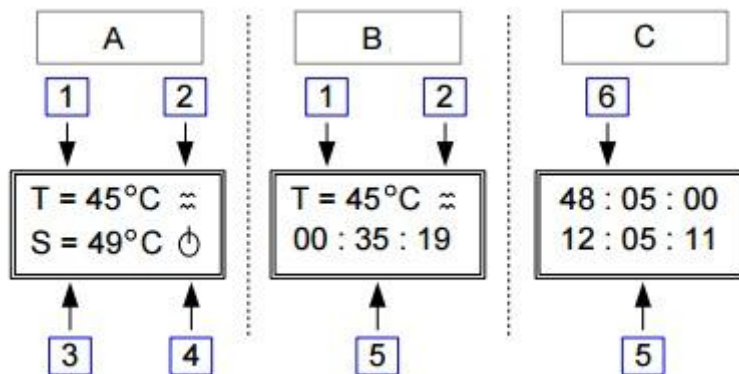 A B C
1 2 1 2 6
T = 45°C T = 45°C 48 : 05 : 00
S = 49°C 00 : 35 : 19 12 : 05 : 11
3 4 5 5